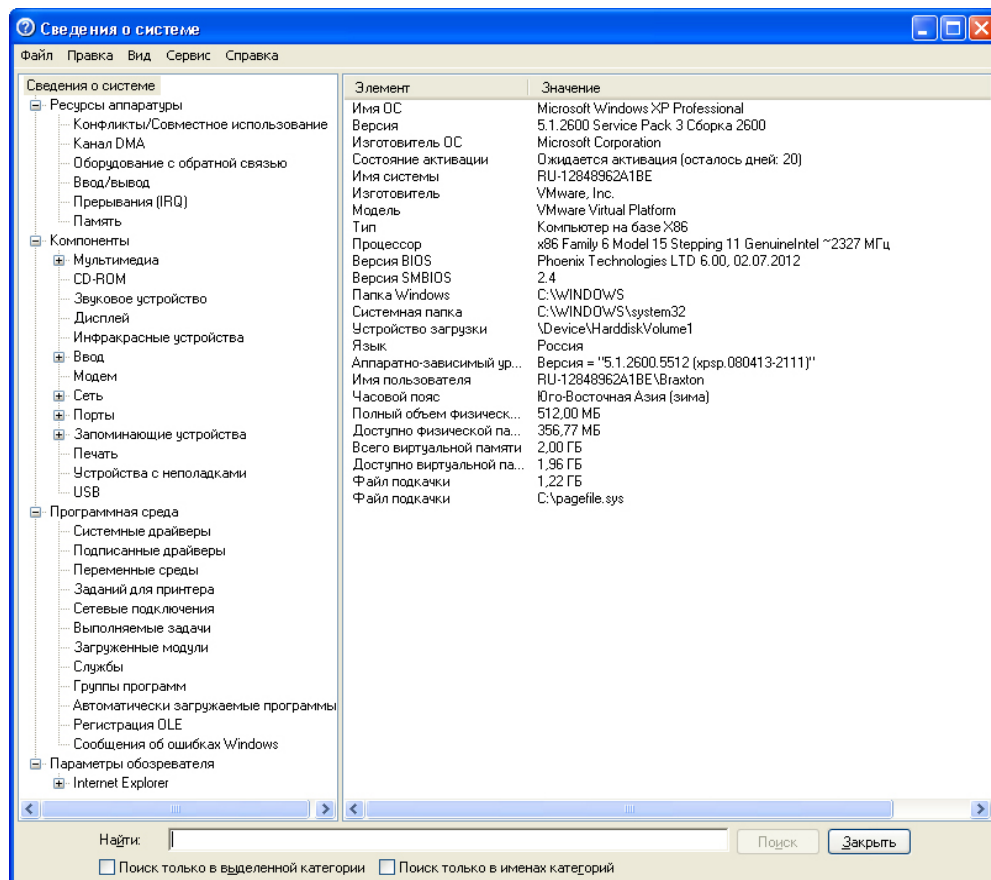 Сведения о системе
Файл Правка Вид Сервис Справка
Сведения о системе
Ресурсы аппаратуры
Конфликты/Совместное использование
Канал DMA
Оборудование с обратной связью
Ввод/вывод
Прерывания (IRQ)
Память
Компоненты
Мультимедиа
CD-ROM
Звуковое устройство
Дисплей
Инфракрасные устройства
Ввод
Модем
Сеть
Порты
Запоминающие устройства
Печать
Устройства с неполадками
USB
Программная среда
Системные драйверы
Подписанные драйверы
Переменные среды
Заданий для принтера
Сетевые подключения
Выполняемые задачи
Загруженные модули
Службы
Группы программ
Автоматически загружаемые программы
Регистрация OLE
Сообщения об ошибках Windows
Параметры обозревателя
Internet Explorer
Элемент Значение
Имя ОС Microsoft Windows XP Professional
Версия 5.1.2600 Service Pack 3 Сборка 2600
Изготовитель ОС Microsoft Corporation
Состояние активации Ожидается активация (осталось дней: 20)
Имя системы RU-12848962A1BE
Изготовитель VMware, Inc.
Модель VMware Virtual Platform
Тип Компьютер на базе X86
Процессор x86 Family 6 Model 15 Stepping 11 GenuineIntel ~2327 МГц
Версия BIOS Phoenix Technologies LTD 6.00, 02.07.2012
Версия SMBIOS 2.4
Папка Windows C:\WINDOWS
Системная папка C:\WINDOWS\system32
Устройство загрузки \Device\HarddiskVolume1
Язык Россия
Аппаратно-зависимый ур... Версия = "5.1.2600.5512 (xpsp.080413-2111)"
Имя пользователя RU-12848962A1BE\Braxton
Часовой пояс Юго-Восточная Азия (зима)
Полный объем физическ... 512,00 МБ
Доступно физической па... 356,77 МБ
Всего виртуальной памяти 2,00 ГБ
Доступно виртуальной па... 1,96 ГБ
Файл подкачки 1,22 ГБ
Файл подкачки C:\pagefile.sys
Найти: Поиск Закрыть
Поиск только в выделенной категории Поиск только в именах категорий